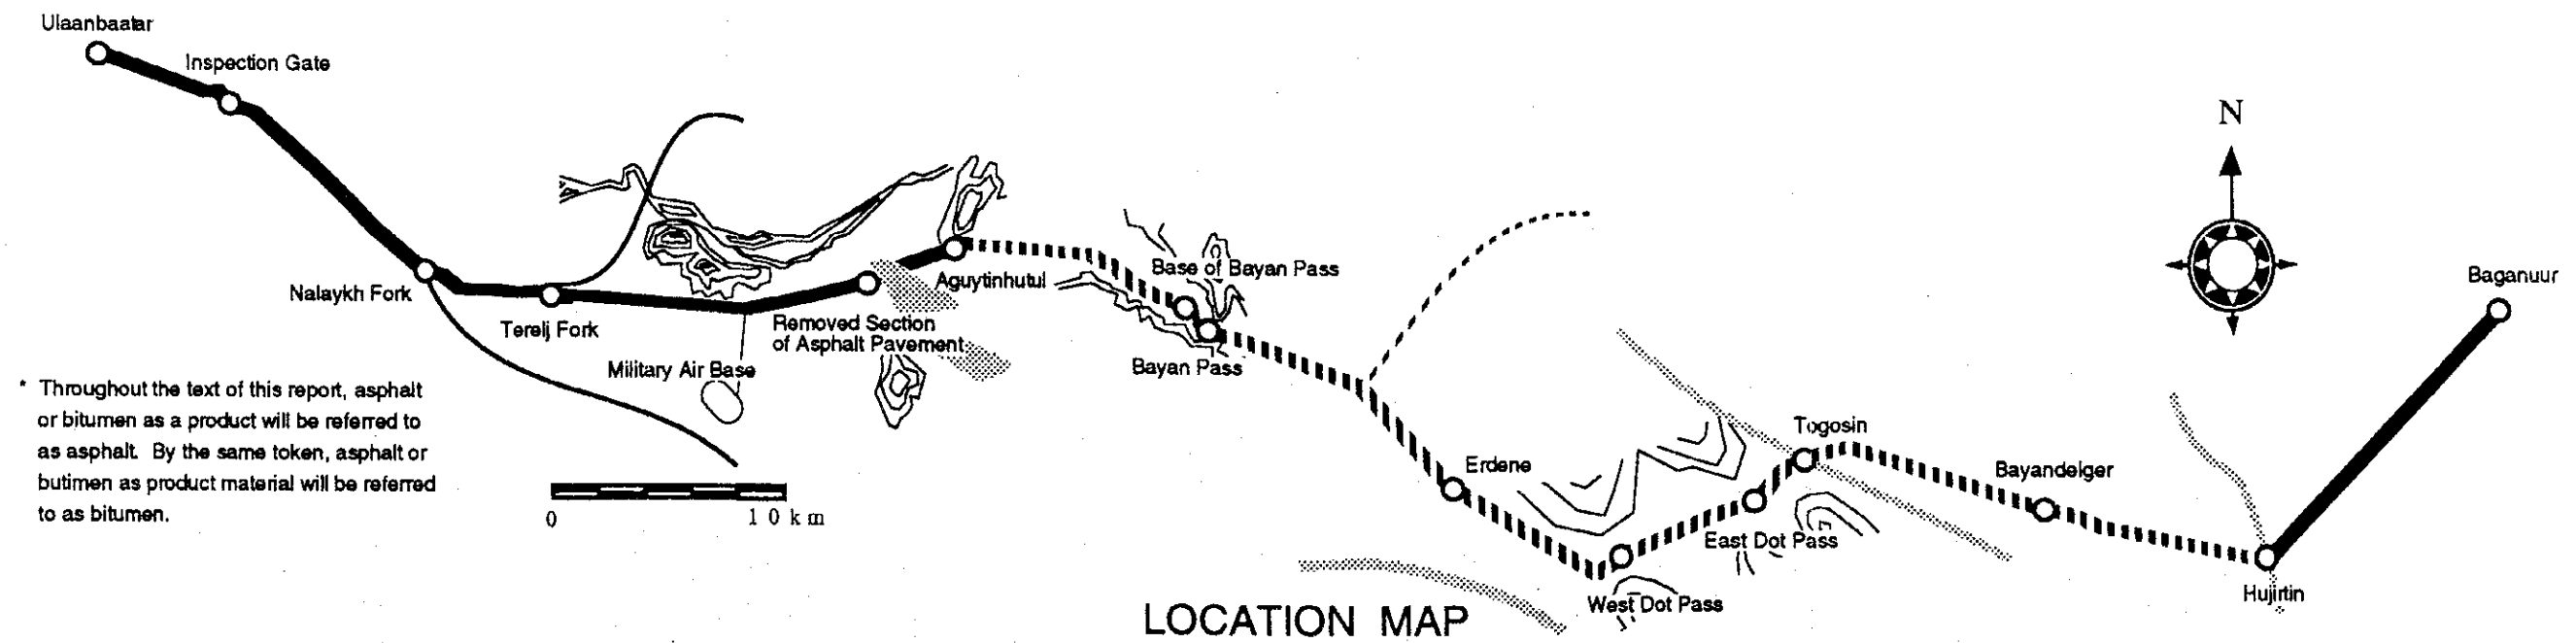 Ulaanbaatar
Inspection Gate
N
Nalaykh Fork
Terelj Fork
Aguytinhutul
Base of Bayan Pass
Baganuur
Removed Section
of Asphalt Pavement
Military Air Base
Bayan Pass
* Throughout the text of this report, asphalt
or bitumen as a product will be referred to
as asphalt. By the same token, asphalt or
butimen as product material will be referred
to as bitumen.
0 10km
Togosin
Erdene
Bayandelger
East Dot Pass
West Dot Pass
Hujirtin
LOCATION MAP